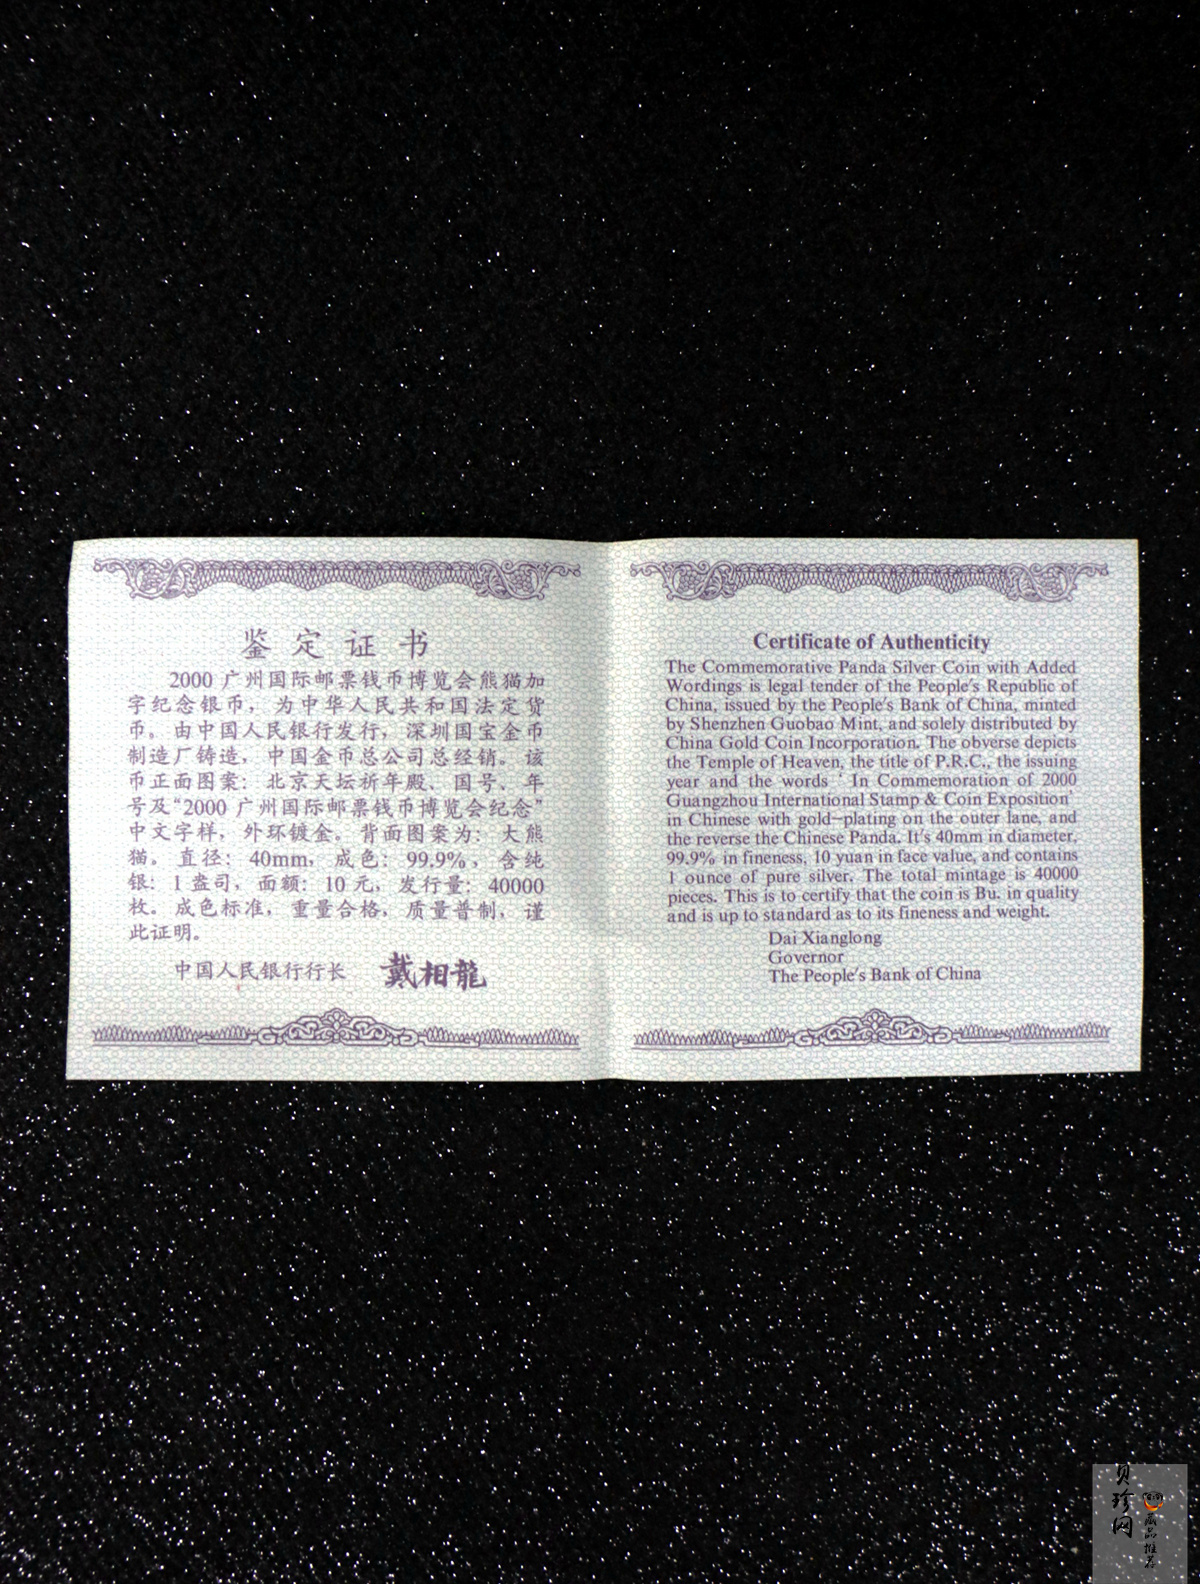 鉴定证书
2000 广州国际邮票钱币博览会熊猫加
字纪念银币，为中华人民共和国法定货
币。由中国人民银行发行，深圳国宝金币
制造厂铸造，中国金币总公司总经销。该
币正面图案：北京天坛祈年殿、国号、年
号及“2000 广州国际邮票钱币博览会纪念”
中文字样，外环镀金。背面图案为：大熊
猫。直径：40mm，成色：99.9%，含纯
银：1 盎司，面额：10 元，发行量：40000
枚。成色标准，重量合格，质量普制，谨
此证明。
中国人民银行行长 戴相龍
Certificate of Authenticity
The Commemorative Panda Silver Coin with Added
Wordings is legal tender of the People's Republic of
China, issued by the People's Bank of China, minted
by Shenzhen Guobao Mint, and solely distributed by
China Gold Coin Incorporation. The obverse depicts
the Temple of Heaven, the title of P.R.C., the issuing
year and the words ' In Commemoration of 2000
Guangzhou International Stamp & Coin Exposition'
in Chinese with gold-plating on the outer lane, and
the reverse the Chinese Panda. It's 40mm in diameter,
99.9% in fineness, 10 yuan in face value, and contains
1 ounce of pure silver. The total mintage is 40000
pieces. This is to certify that the coin is Bu. in quality
and is up to standard as to its fineness and weight.
Dai Xianglong
Governor
The People's Bank of China
贝珍网
藏品推荐